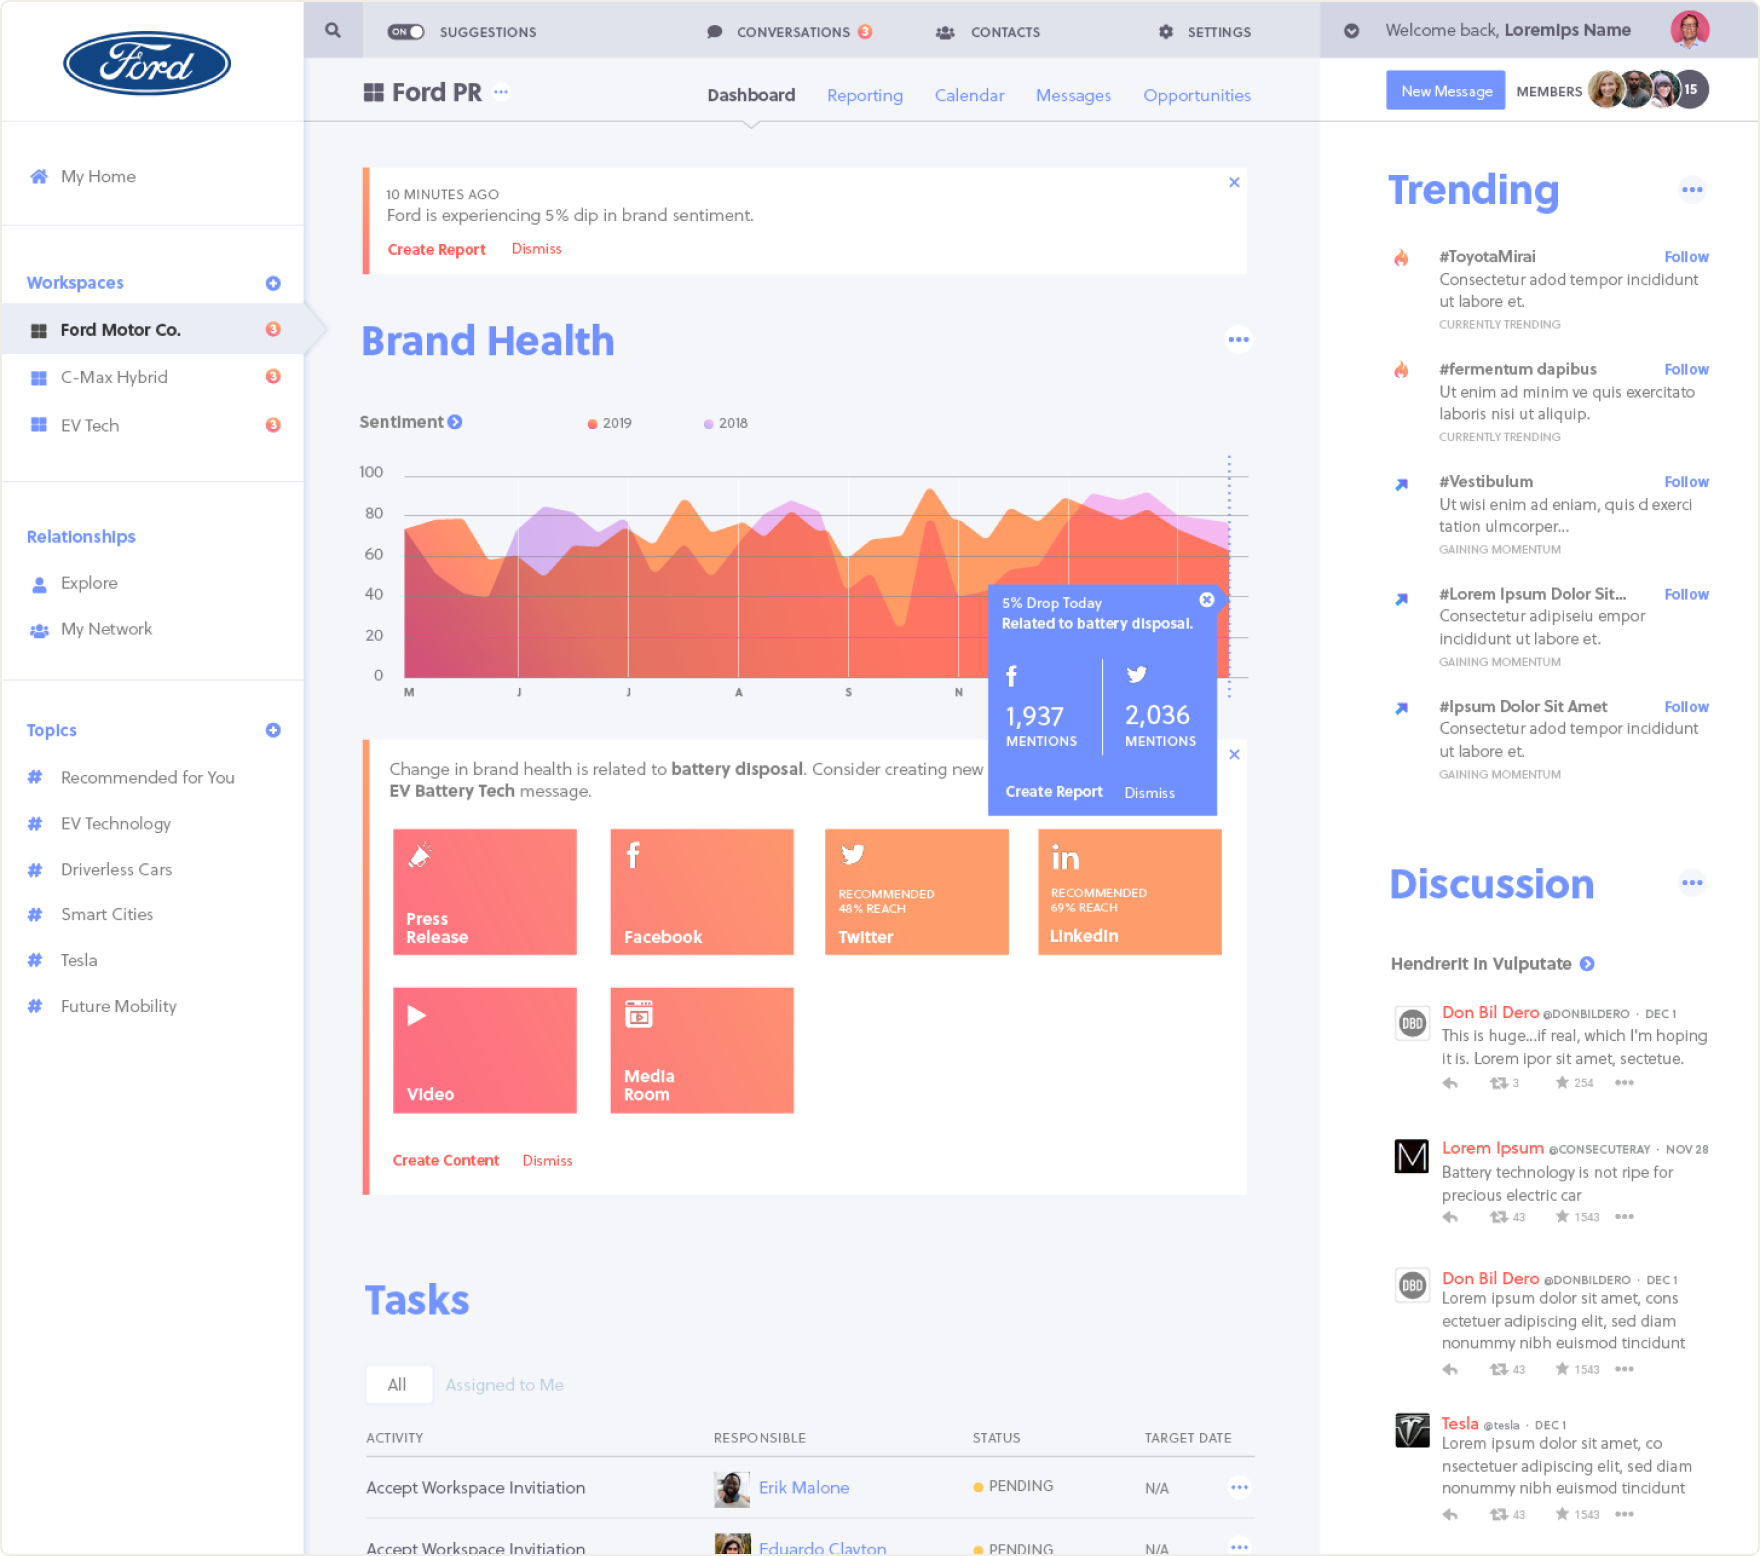 Ford
ON SUGGESTIONS
CONVERSATIONS 3
CONTACTS
SETTINGS
Welcome back, LoremIps Name
Ford PR
Dashboard
Reporting
Calendar
Messages
Opportunities
New Message
MEMBERS
15
My Home
Workspaces
Ford Motor Co. 3
C-Max Hybrid 3
EV Tech 3
Relationships
Explore
My Network
Topics
# Recommended for You
# EV Technology
# Driverless Cars
# Smart Cities
# Tesla
# Future Mobility
10 MINUTES AGO
Ford is experiencing 5% dip in brand sentiment.
Create Report Dismiss
Brand Health
Sentiment
2019
2018
100
80
60
40
20
0
M J J A S N
5% Drop Today
Related to battery disposal.
1,937
MENTIONS
2,036
MENTIONS
Create Report Dismiss
Change in brand health is related to battery disposal. Consider creating new
EV Battery Tech message.
Press
Release
Facebook
RECOMMENDED
48% REACH
Twitter
RECOMMENDED
69% REACH
LinkedIn
Video
Media
Room
Create Content Dismiss
Tasks
All
Assigned to Me
ACTIVITY RESPONSIBLE STATUS TARGET DATE
Accept Workspace Invitiation Erik Malone PENDING N/A
Accept Workspace Invitiation Eduardo Clayton PENDING N/A
Trending
#ToyotaMirai Follow
Consectetur adod tempor incididunt
ut labore et.
CURRENTLY TRENDING
#fermentum dapibus Follow
Ut enim ad minim ve quis exercitato
laboris nisi ut aliquip.
CURRENTLY TRENDING
#Vestibulum Follow
Ut wisi enim ad eniam, quis d exerci
tation ulmcorper...
GAINING MOMENTUM
#Lorem Ipsum Dolor Sit... Follow
Consectetur adipiseiu empor
incididunt ut labore et.
GAINING MOMENTUM
#Ipsum Dolor Sit Amet Follow
Consectetur adod tempor incididunt
ut labore et.
GAINING MOMENTUM
Discussion
Hendrerit In Vulputate
DBD
Don Bil Dero @DONBILDERO · DEC 1
This is huge...if real, which I'm hoping
it is. Lorem ipor sit amet, sectetue.
3 254
M
Lorem Ipsum @CONSECUTERAY · NOV 28
Battery technology is not ripe for
precious electric car
43 1543
DBD
Don Bil Dero @DONBILDERO · DEC 1
Lorem ipsum dolor sit amet, cons
ectetuer adipiscing elit, sed diam
nonummy nibh euismod tincidunt
43 1543
Tesla @tesla · DEC 1
Lorem ipsum dolor sit amet, co
nsectetuer adipiscing elit, sed diam
nonummy nibh euismod tincidunt
43 1543